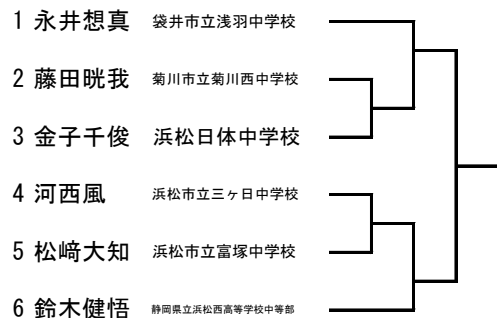 1 永井想真 袋井市立浅羽中学校
2 藤田晄我 菊川市立菊川西中学校
3 金子千俊 浜松日体中学校
4 河西風 浜松市立三ヶ日中学校
5 松﨑大知 浜松市立富塚中学校
6 鈴木健悟 静岡県立浜松西高等学校中等部